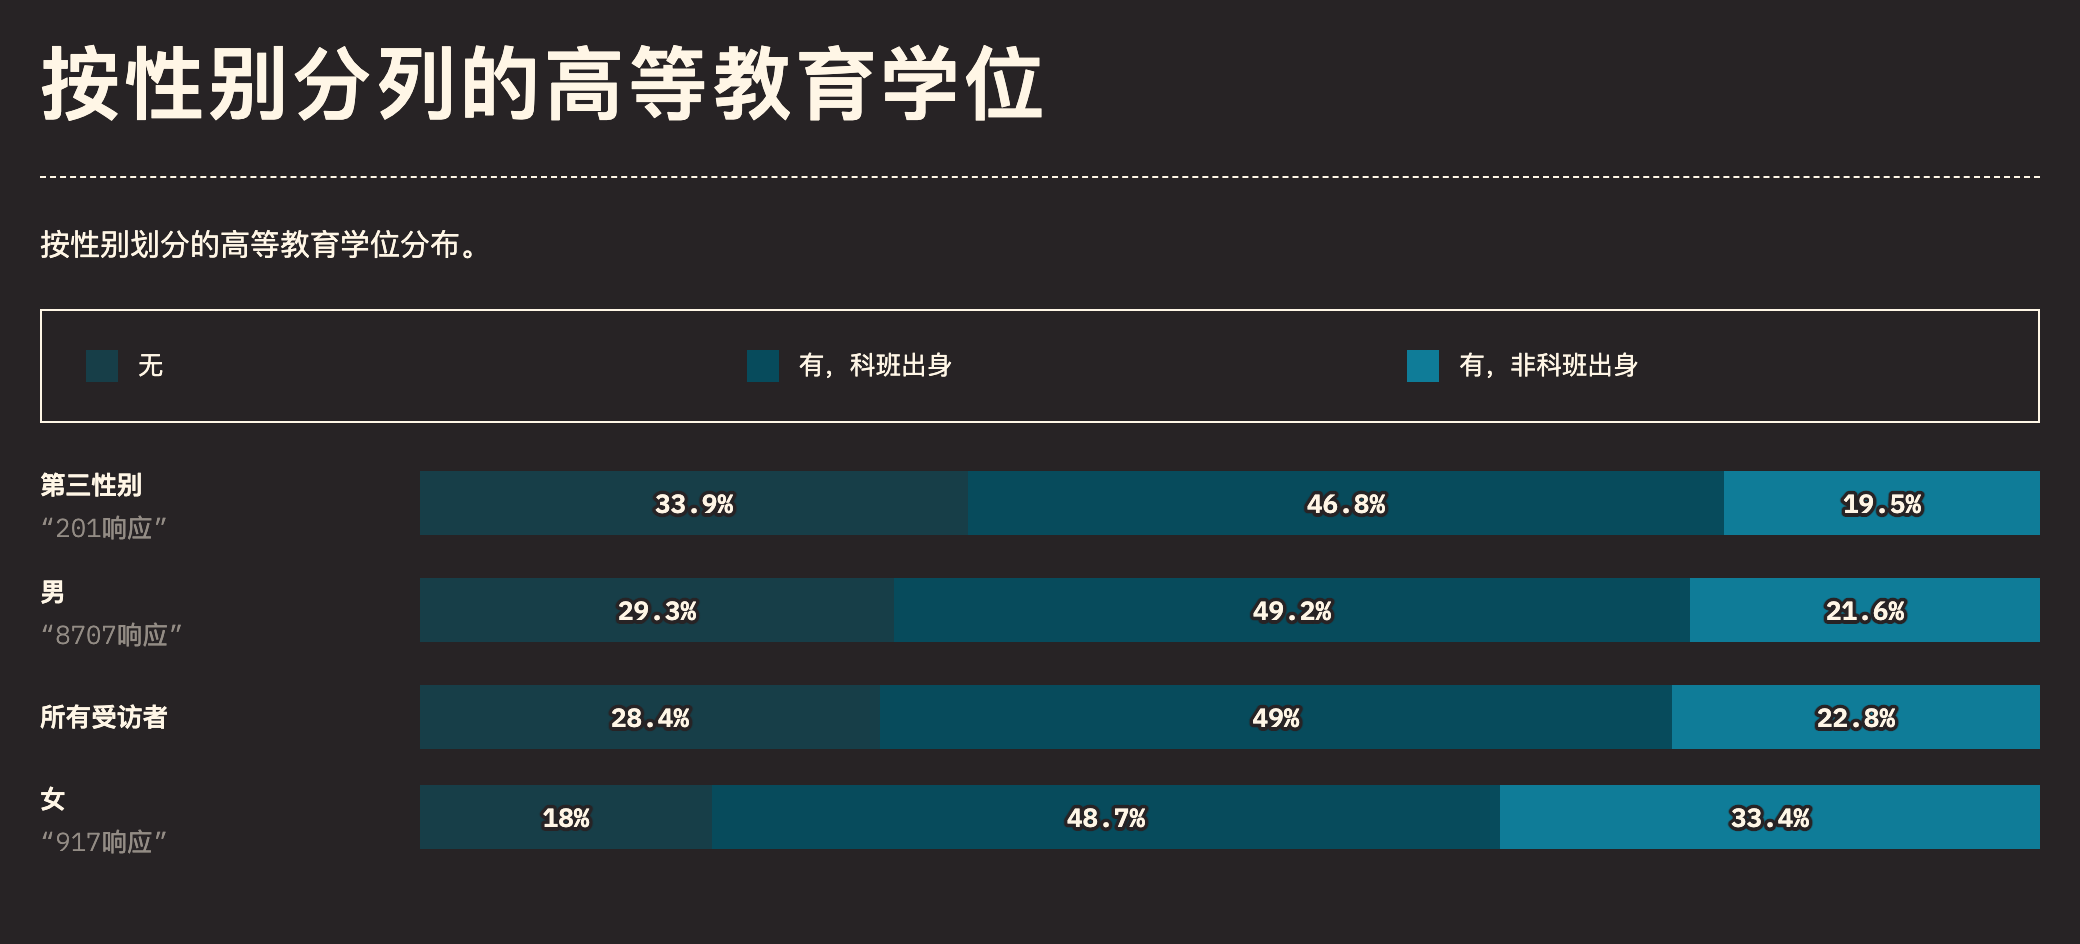 按性别分列的高等教育学位
按性别划分的高等教育学位分布。
无
有，科班出身
有，非科班出身
第三性别
“201响应”
33.9%
46.8%
19.5%
男
“8707响应”
29.3%
49.2%
21.6%
所有受访者
28.4%
49%
22.8%
女
“917响应”
18%
48.7%
33.4%